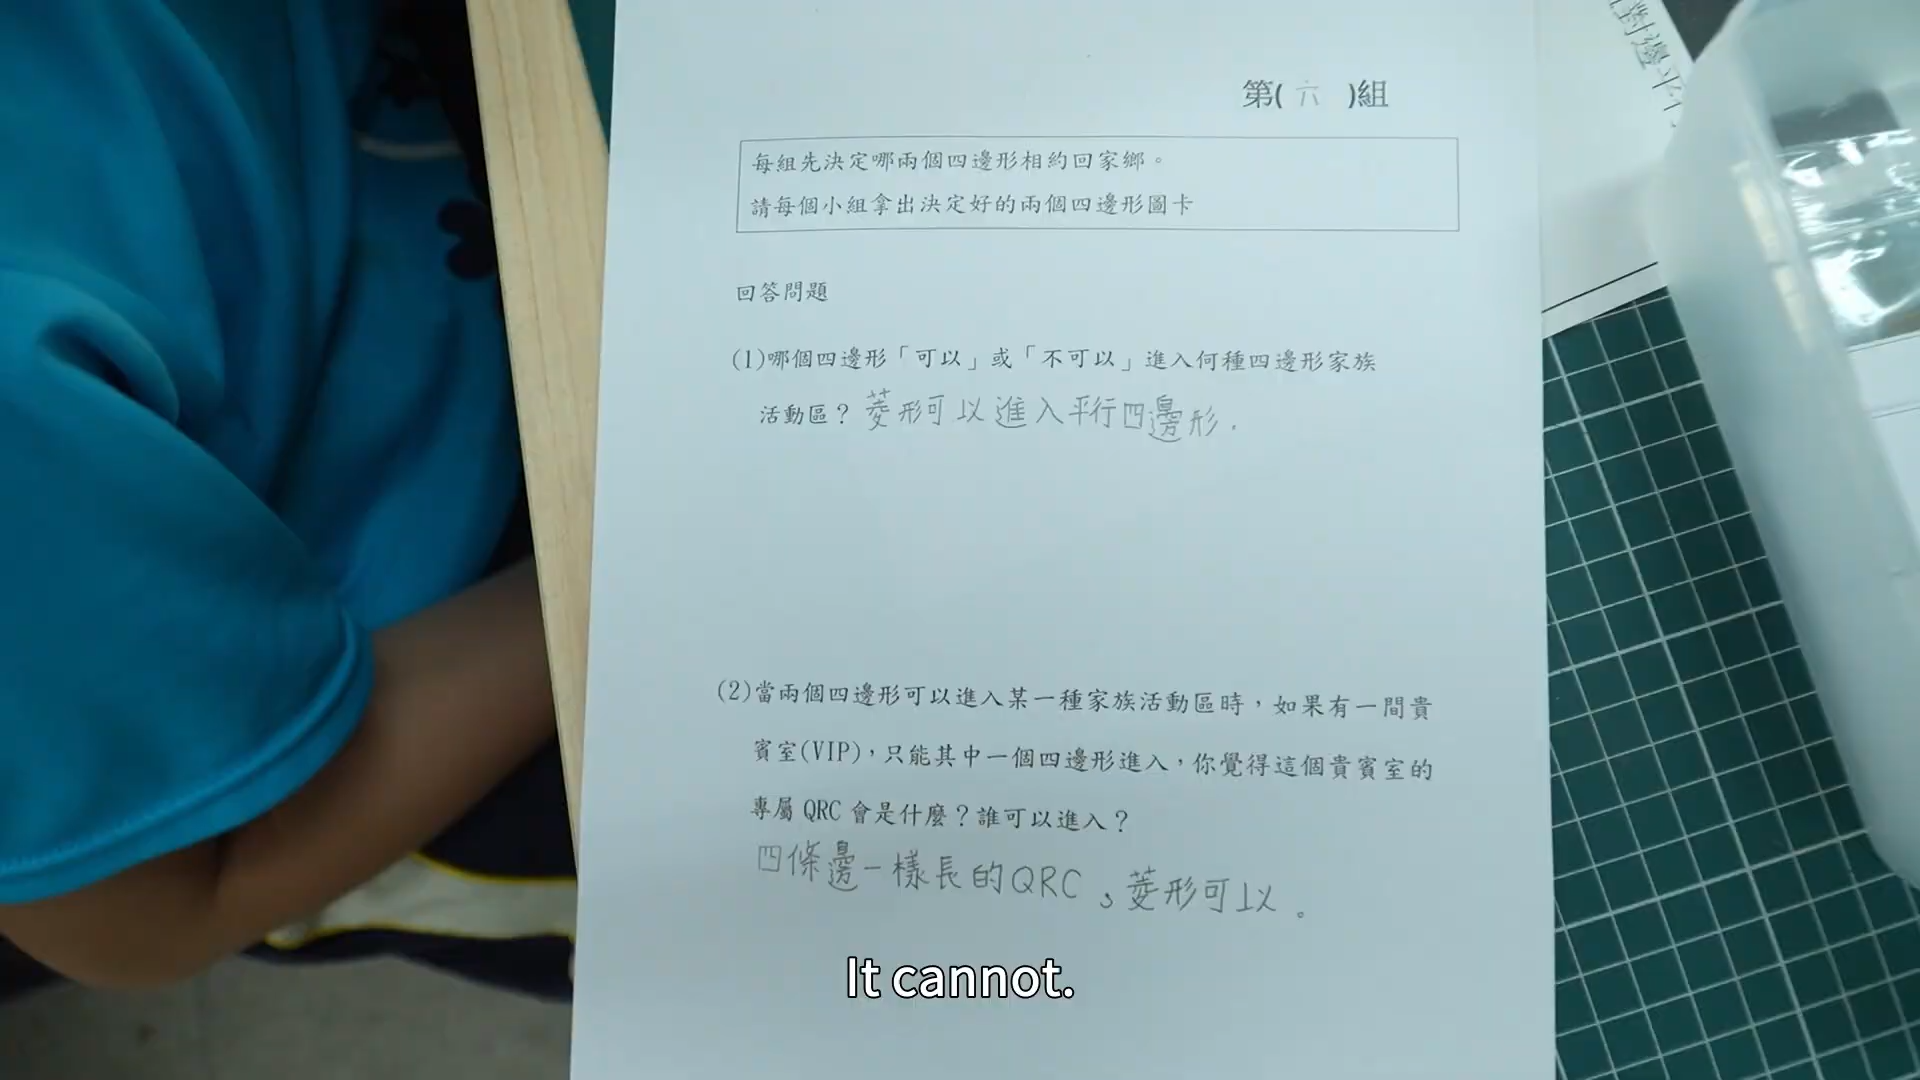 第( 六 )組
每組先決定哪兩個四邊形相約回家鄉。
請每個小組拿出決定好的兩個四邊形圖卡
回答問題
(1)哪個四邊形「可以」或「不可以」進入何種四邊形家族
活動區？菱形可以進入平行四邊形.
(2)當兩個四邊形可以進入某一種家族活動區時，如果有一間貴
賓室(VIP)，只能其中一個四邊形進入，你覺得這個貴賓室的
專屬 QRC 會是什麼？誰可以進入？
四條邊一樣長的QRC，菱形可以。
對邊平行
It cannot.